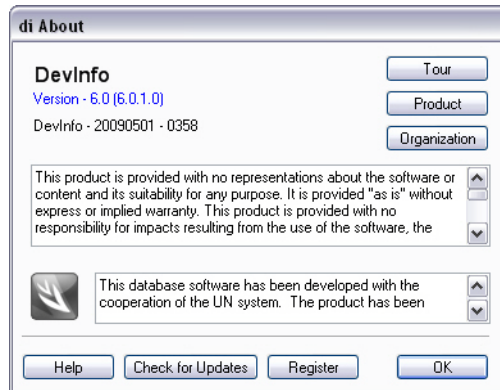 di About
DevInfo
Version - 6.0 (6.0.1.0)
DevInfo - 20090501 - 0358
Tour
Product
Organization
This product is provided with no representations about the software or
content and its suitability for any purpose. It is provided "as is" without
express or implied warranty. This product is provided with no
responsibility for impacts resulting from the use of the software, the
This database software has been developed with the
cooperation of the UN system.  The product has been
Help
Check for Updates
Register
OK